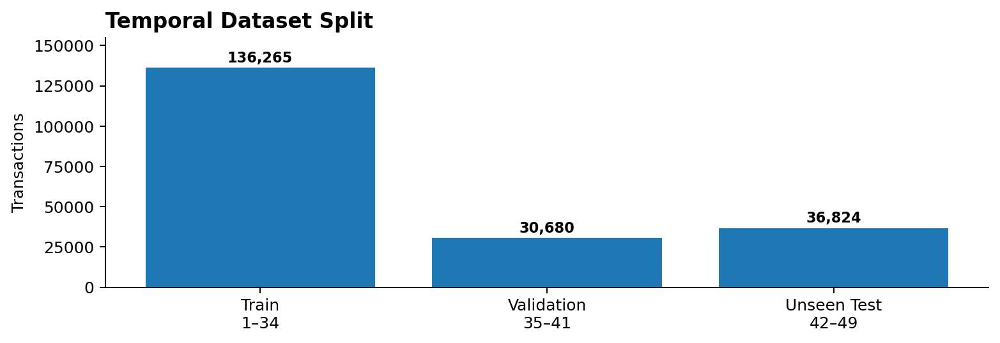 Temporal Dataset Split
Transactions
150000
125000
100000
75000
50000
25000
0
136,265
30,680
36,824
Train
1–34
Validation
35–41
Unseen Test
42–49